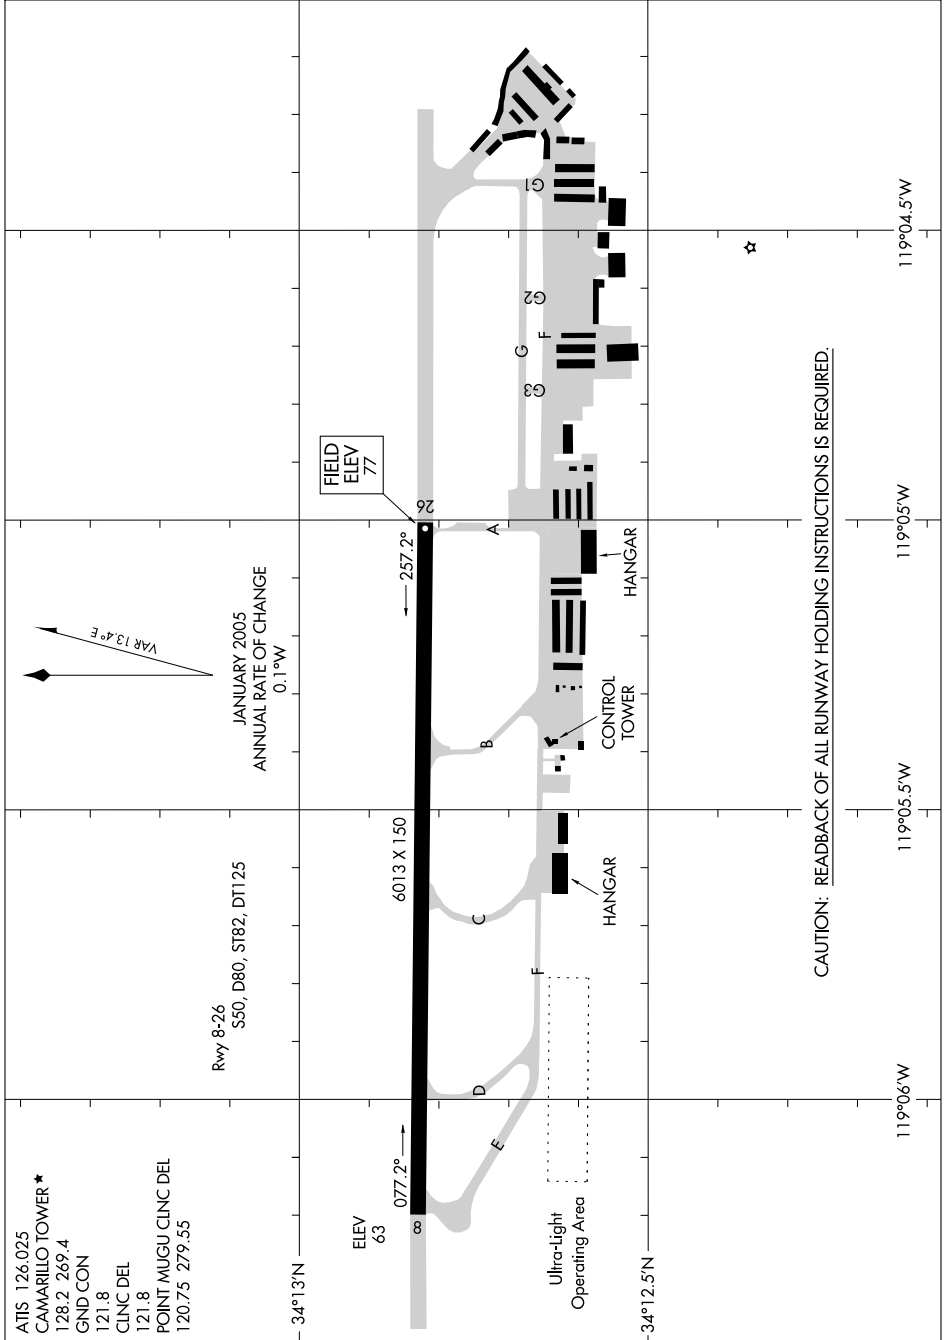 ATIS 126.025
CAMARILLO TOWER ★
128.2 269.4
GND CON
121.8
CLNC DEL
121.8
POINT MUGU CLNC DEL
120.75 279.55
Rwy 8-26
S50, D80, ST82, DT125
VAR 13.4° E
JANUARY 2005
ANNUAL RATE OF CHANGE
0.1°W
34°13'N
FIELD
ELEV
77
ELEV
63
8
077.2°
6013 X 150
257.2°
26
E
D
C
B
A
F
G
F
G3
G2
G1
Ultra-Light
Operating Area
HANGAR
CONTROL
TOWER
HANGAR
34°12.5'N
CAUTION: READBACK OF ALL RUNWAY HOLDING INSTRUCTIONS IS REQUIRED.
119°06'W
119°05.5'W
119°05'W
119°04.5'W